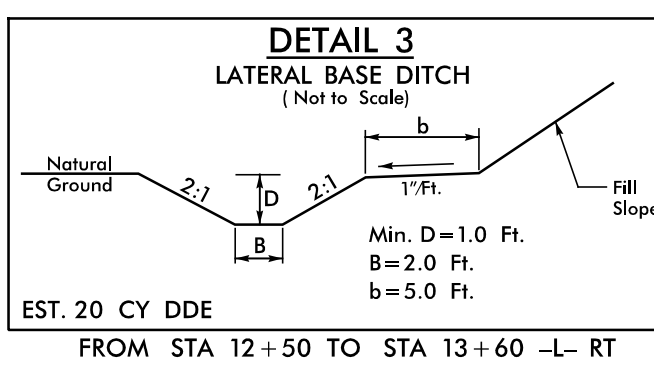 DETAIL 3
LATERAL BASE DITCH
( Not to Scale)
b
Natural
Ground
2:1
D
2:1
1"/Ft.
Fill
Slope
B
Min. D=1.0 Ft.
B=2.0 Ft.
b=5.0 Ft.
EST. 20 CY DDE
FROM STA 12+50 TO STA 13+60 -L- RT